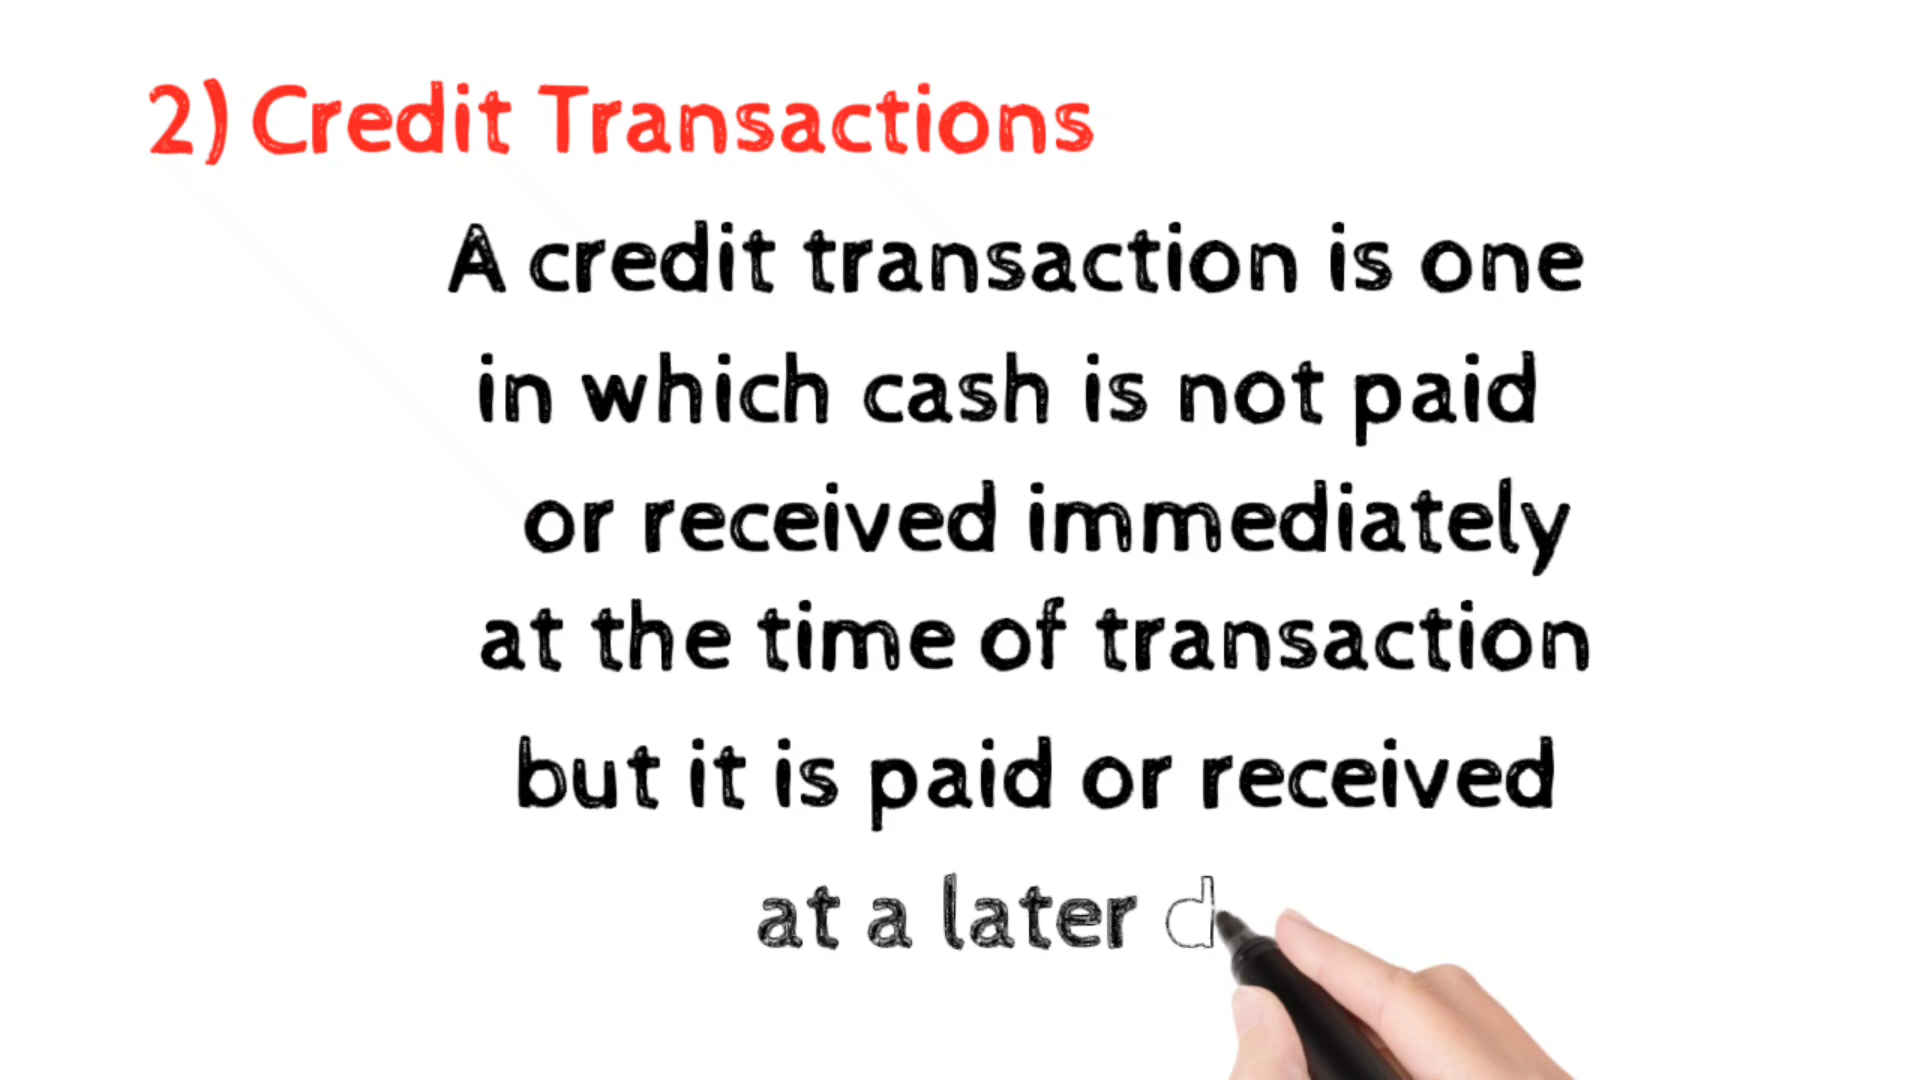 2) Credit Transactions
A credit transaction is one
in which cash is not paid
or received immediately
at the time of transaction
but it is paid or received
at a later d